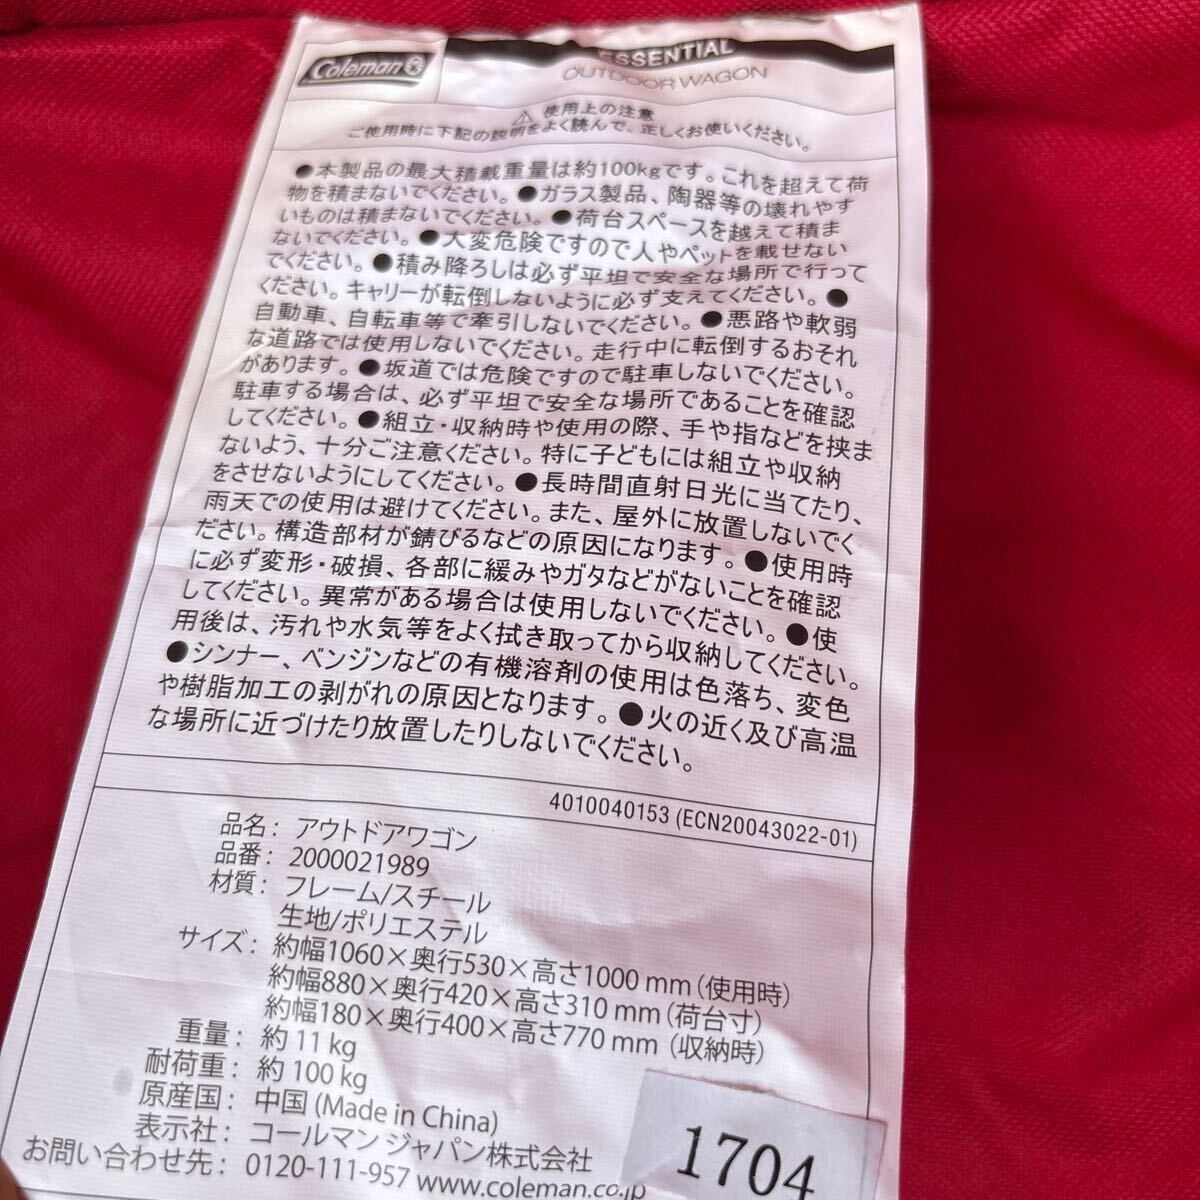 Coleman
ESSENTIAL
OUTDOOR WAGON
⚠ 使用上の注意
ご使用時に下記の説明をよく読んで、正しくお使いください。
●本製品の最大積載重量は約100kgです。これを超えて荷
物を積まないでください。●ガラス製品、陶器等の壊れやす
いものは積まないでください。●荷台スペースを越えて積ま
ないでください。●大変危険ですので人やペットを載せない
でください。●積み降ろしは必ず平坦で安全な場所で行って
ください。キャリーが転倒しないように必ず支えてください。●
自動車、自転車等で牽引しないでください。●悪路や軟弱
な道路では使用しないでください。走行中に転倒するおそれ
があります。●坂道では危険ですので駐車しないでください。
駐車する場合は、必ず平坦で安全な場所であることを確認
してください。●組立・収納時や使用の際、手や指などを挟ま
ないよう、十分ご注意ください。特に子どもには組立や収納
をさせないようにしてください。●長時間直射日光に当てたり、
雨天での使用は避けてください。また、屋外に放置しないでく
ださい。構造部材が錆びるなどの原因になります。●使用時
に必ず変形・破損、各部に緩みやガタなどがないことを確認
してください。異常がある場合は使用しないでください。●使
用後は、汚れや水気等をよく拭き取ってから収納してください。
●シンナー、ベンジンなどの有機溶剤の使用は色落ち、変色
や樹脂加工の剥がれの原因となります。●火の近く及び高温
な場所に近づけたり放置したりしないでください。
4010040153 (ECN20043022-01)
品名： アウトドアワゴン
品番： 2000021989
材質： フレーム/スチール
生地/ポリエステル
サイズ： 約幅1060×奥行530×高さ1000 mm（使用時）
約幅880×奥行420×高さ310 mm（荷台寸）
約幅180×奥行400×高さ770 mm （収納時）
重量： 約 11 kg
耐荷重： 約 100 kg
原産国： 中国 (Made in China)
表示社： コールマン ジャパン株式会社
お問い合わせ先： 0120-111-957 www.coleman.co.jp
1704